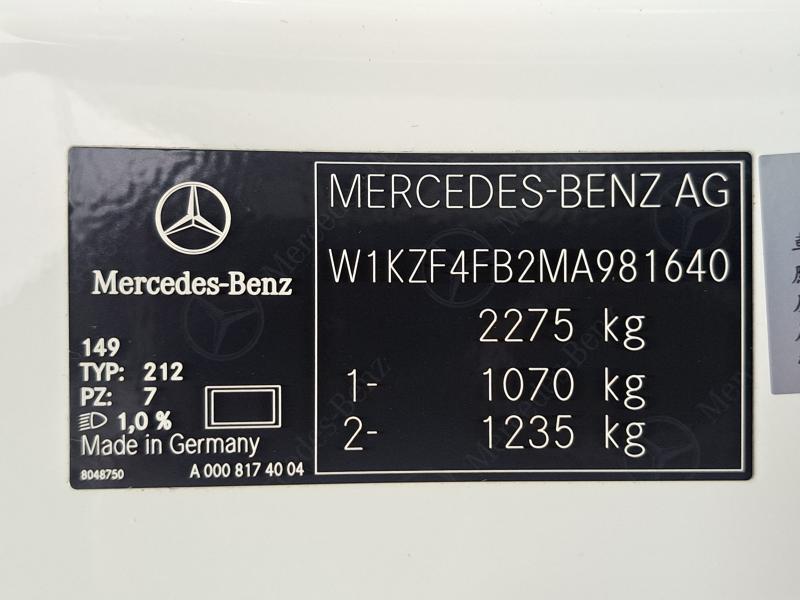 Mercedes-Benz
149
TYP: 212
PZ: 7
1,0 %
Made in Germany
8048750 A 000 817 40 04
MERCEDES-BENZ AG
W1KZF4FB2MA981640
2275 kg
1- 1070 kg
2- 1235 kg